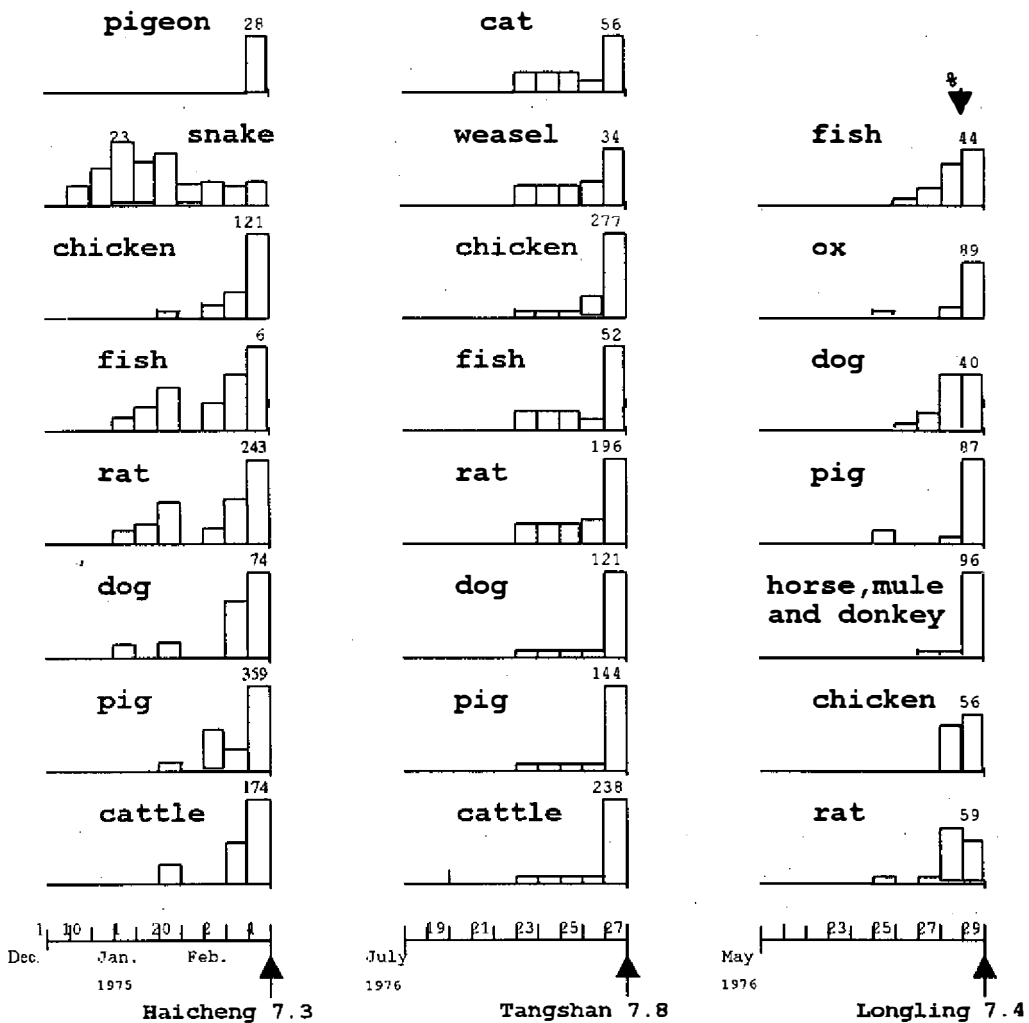 pigeon
28
snake
23
chicken
121
fish
6
rat
243
dog
74
pig
359
cattle
174
1 10 1 20 2 4
Dec. Jan. Feb.
1975
Haicheng 7.3
cat
56
weasel
34
chicken
277
fish
52
rat
196
dog
121
pig
144
cattle
238
19 21 23 25 27
July
1976
Tangshan 7.8
%
fish
44
ox
89
dog
40
pig
87
horse,mule
and donkey
96
chicken
56
rat
59
23 25 27 29
May
1976
Longling 7.4